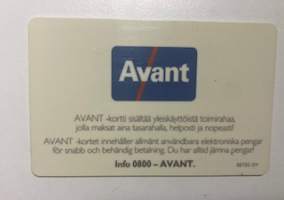 Avant
AVANT -kortti sisältää yleiskäyttöistä toimirahaa,
jolla maksat aina tasarahalla, helposti ja nopeasti!
AVANT -kortet innehåller allmänt användbara elektroniska pengar
för snabb och behändig betalning. Du har alltid jämna pengar!
Info 0800 – AVANT.